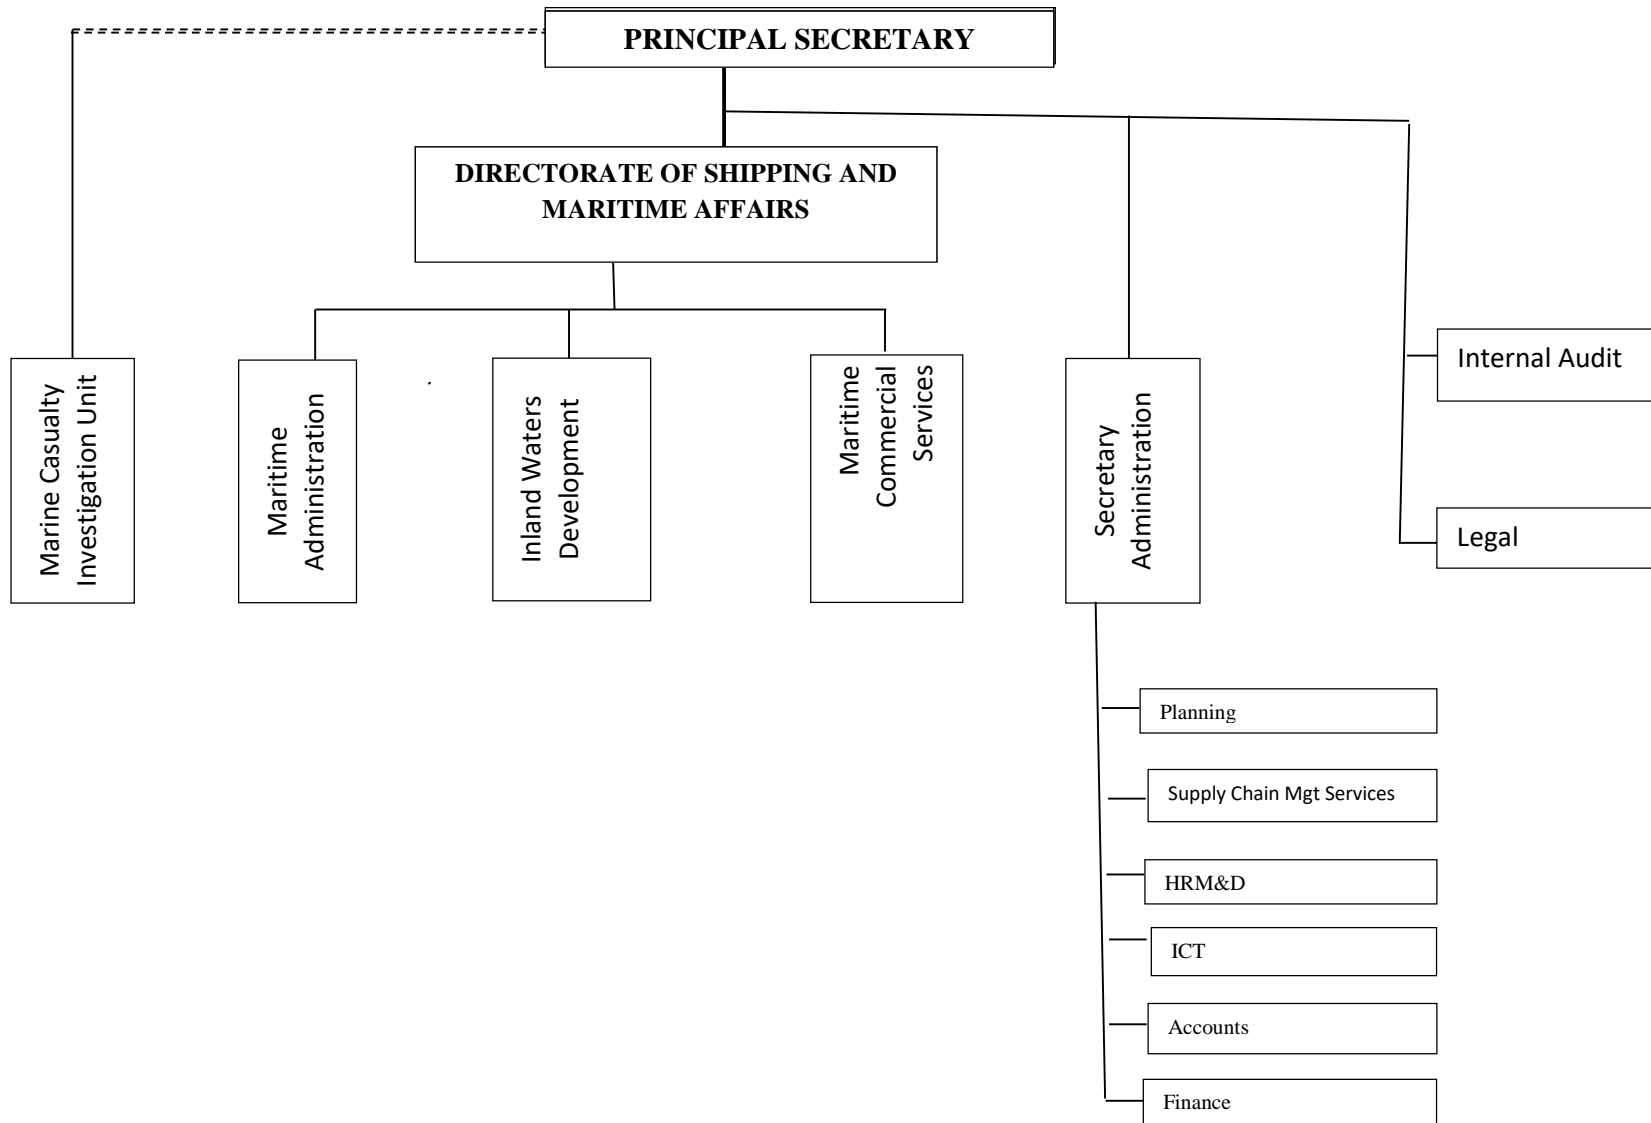 PRINCIPAL SECRETARY
DIRECTORATE OF SHIPPING AND
MARITIME AFFAIRS
Marine Casualty
Investigation Unit
Maritime
Administration
Inland Waters
Development
Maritime
Commercial
Services
Secretary
Administration
Internal Audit
Legal
Planning
Supply Chain Mgt Services
HRM&D
ICT
Accounts
Finance